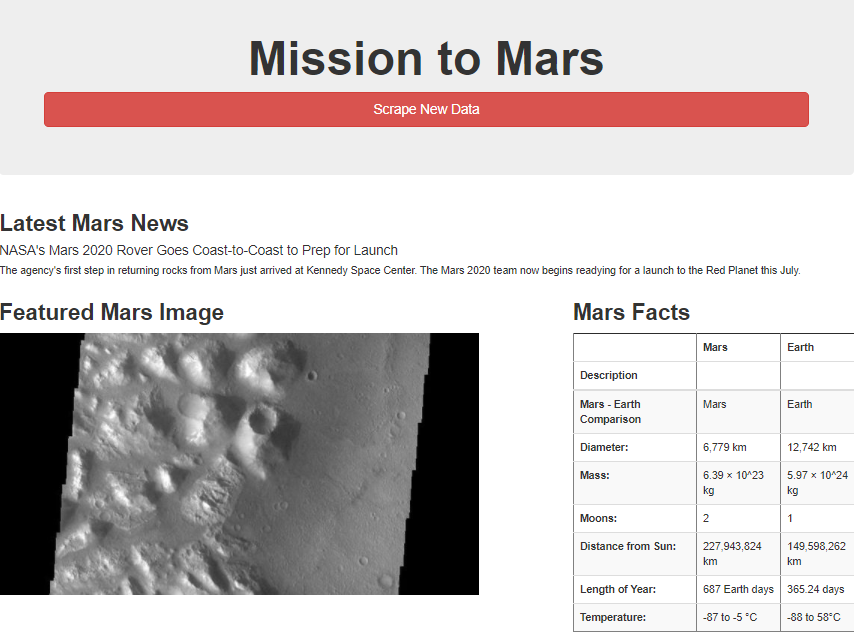 Mission to Mars
Scrape New Data
Latest Mars News
NASA's Mars 2020 Rover Goes Coast-to-Coast to Prep for Launch
The agency's first step in returning rocks from Mars just arrived at Kennedy Space Center. The Mars 2020 team now begins readying for a launch to the Red Planet this July.
Featured Mars Image
Mars Facts
Mars Earth
Description
Mars - Earth Mars Earth
Comparison
Diameter: 6,779 km 12,742 km
Mass: 6.39 × 10^23 5.97 × 10^24
kg kg
Moons: 2 1
Distance from Sun: 227,943,824 149,598,262
km km
Length of Year: 687 Earth days 365.24 days
Temperature: -87 to -5 °C -88 to 58°C